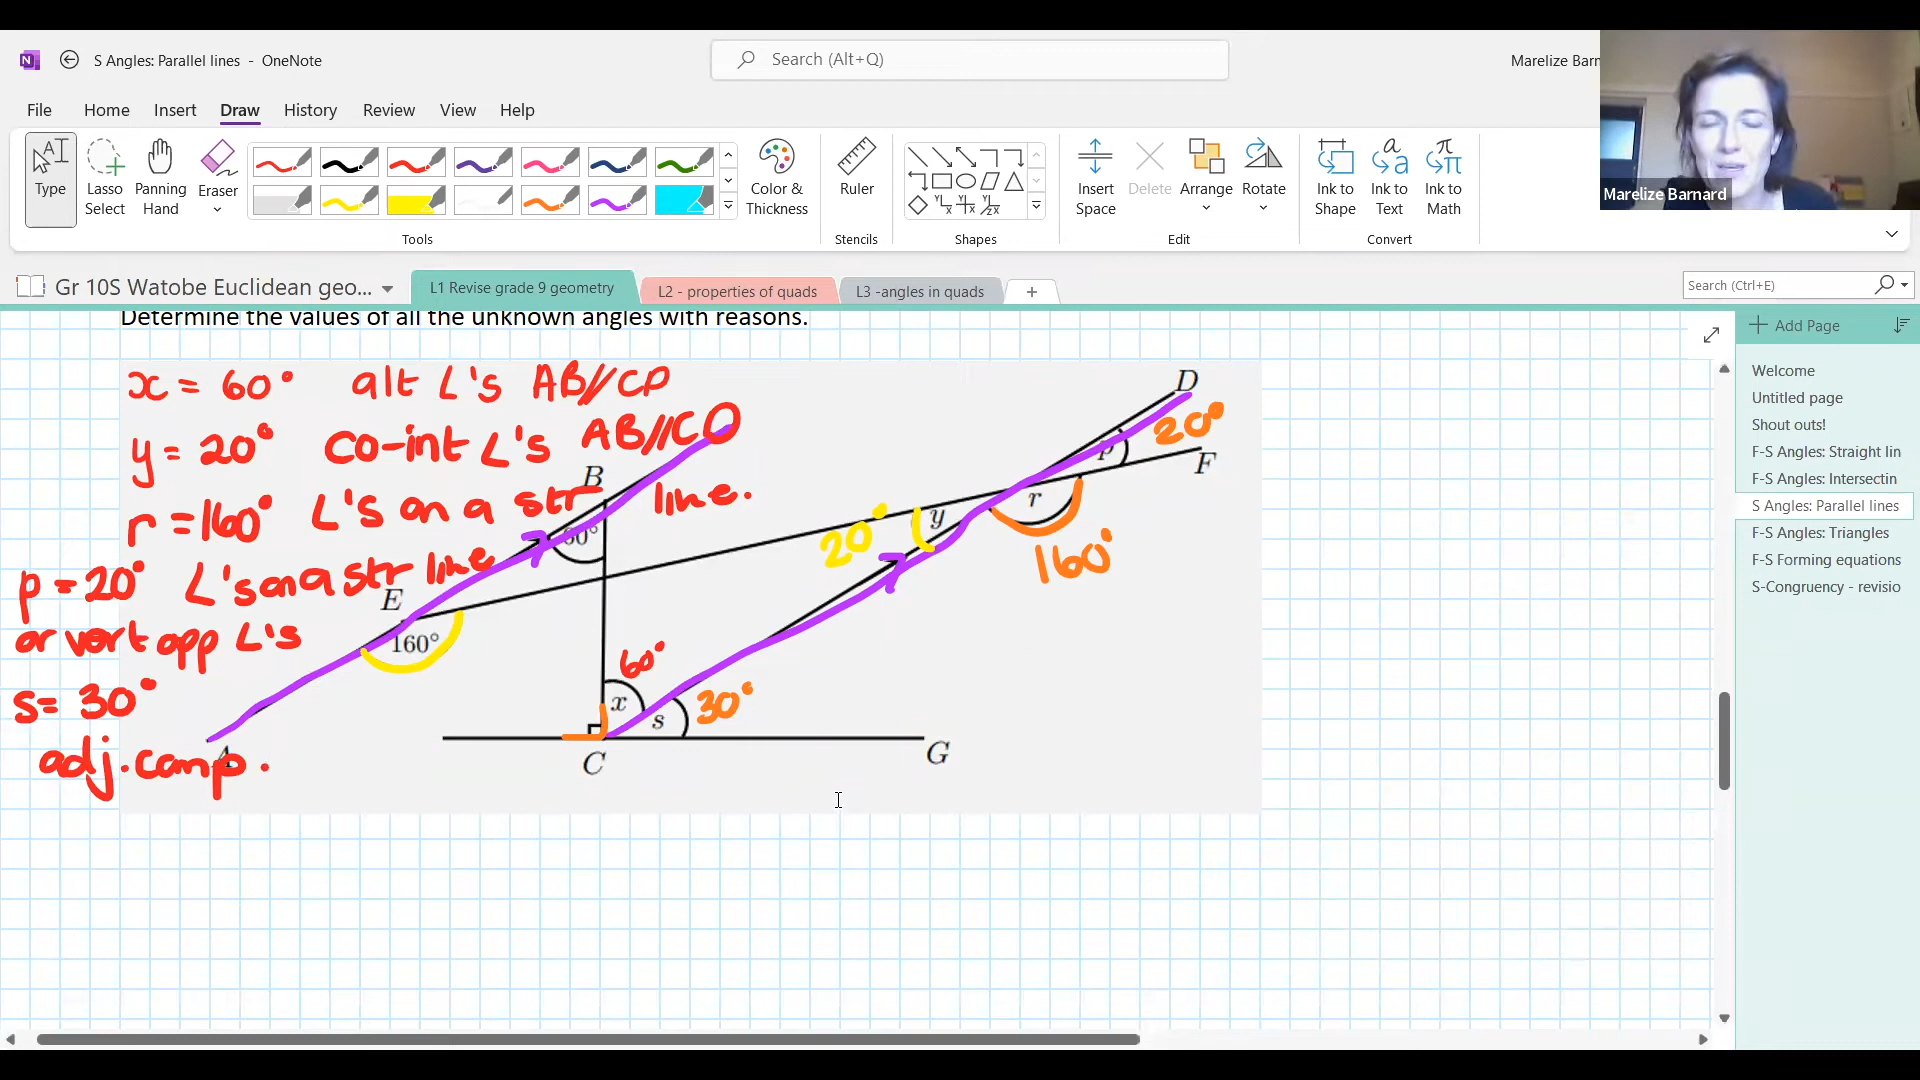 S Angles: Parallel lines - OneNote
Search (Alt+Q)
Marelize Barn
File Home Insert Draw History Review View Help
Type
Lasso Select
Panning Hand
Eraser
Color & Thickness
Ruler
Insert Space
Delete
Arrange
Rotate
Ink to Shape
Ink to Text
Ink to Math
Tools
Stencils
Shapes
Edit
Convert
Marelize Barnard
Gr 10S Watobe Euclidean geo...
L1 Revise grade 9 geometry
L2 - properties of quads
L3 -angles in quads
Search (Ctrl+E)
Determine the values of all the unknown angles with reasons.
x = 60° alt L's AB//CD
y = 20° co-int L's AB//CD
r = 160° L's on a str line.
p = 20° L's on a str line
or vert opp L's
s = 30°
adj. comp.
D
20°
F
p
B
60°
y
20°
r
160°
E
160°
60°
x
s
30°
A
C
G
Add Page
Welcome
Untitled page
Shout outs!
F-S Angles: Straight lin
F-S Angles: Intersectin
S Angles: Parallel lines
F-S Angles: Triangles
F-S Forming equations
S-Congruency - revisio